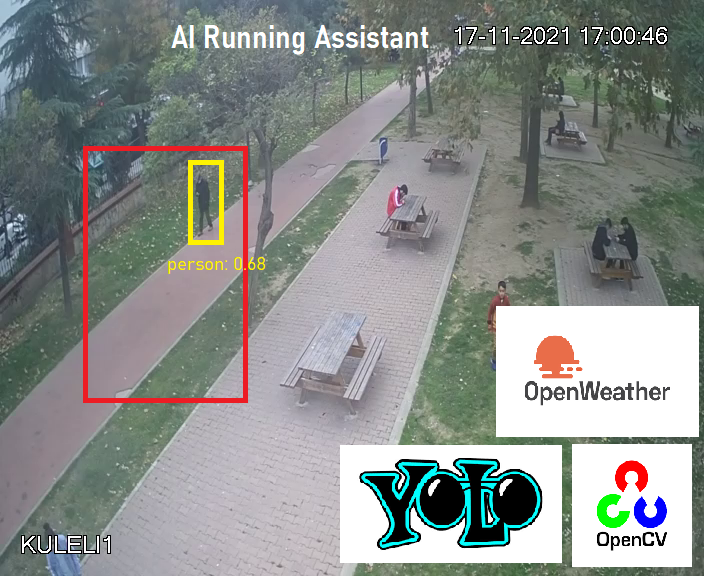 AI Running Assistant
17-11-2021 17:00:46
person: 0.68
OpenWeather
YOLO
OpenCV
KULELI1